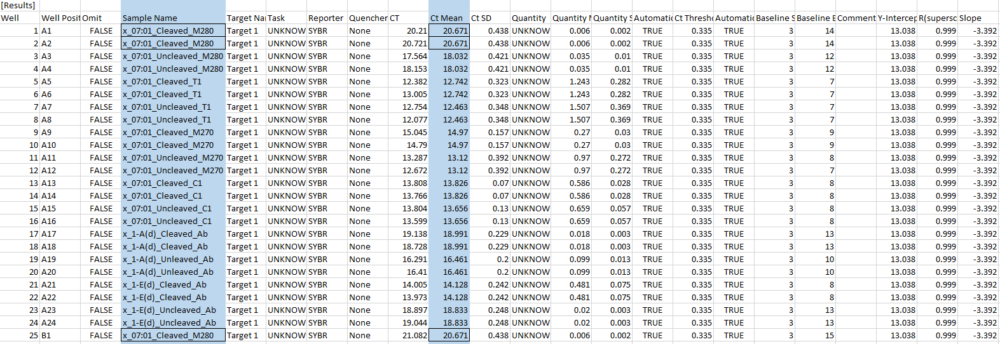 [Results]
Well Well Posit Omit Sample Name Target Na Task Reporter Quencher CT Ct Mean Ct SD Quantity Quantity M Quantity S Automatic Ct Thresho Automatic Baseline S Baseline E Comment Y-Intercep R(supersc Slope
1 A1 FALSE x_07:01_Cleaved_M280 Target 1 UNKNOW SYBR None 20.21 20.671 0.438 UNKNOW 0.006 0.002 TRUE 0.335 TRUE 3 14 13.038 0.999 -3.392
2 A2 FALSE x_07:01_Cleaved_M280 Target 1 UNKNOW SYBR None 20.721 20.671 0.438 UNKNOW 0.006 0.002 TRUE 0.335 TRUE 3 14 13.038 0.999 -3.392
3 A3 FALSE x_07:01_Uncleaved_M280 Target 1 UNKNOW SYBR None 17.564 18.032 0.421 UNKNOW 0.035 0.01 TRUE 0.335 TRUE 3 12 13.038 0.999 -3.392
4 A4 FALSE x_07:01_Uncleaved_M280 Target 1 UNKNOW SYBR None 18.153 18.032 0.421 UNKNOW 0.035 0.01 TRUE 0.335 TRUE 3 12 13.038 0.999 -3.392
5 A5 FALSE x_07:01_Cleaved_T1 Target 1 UNKNOW SYBR None 12.382 12.742 0.323 UNKNOW 1.243 0.282 TRUE 0.335 TRUE 3 7 13.038 0.999 -3.392
6 A6 FALSE x_07:01_Cleaved_T1 Target 1 UNKNOW SYBR None 13.005 12.742 0.323 UNKNOW 1.243 0.282 TRUE 0.335 TRUE 3 7 13.038 0.999 -3.392
7 A7 FALSE x_07:01_Uncleaved_T1 Target 1 UNKNOW SYBR None 12.754 12.463 0.348 UNKNOW 1.507 0.369 TRUE 0.335 TRUE 3 7 13.038 0.999 -3.392
8 A8 FALSE x_07:01_Uncleaved_T1 Target 1 UNKNOW SYBR None 12.077 12.463 0.348 UNKNOW 1.507 0.369 TRUE 0.335 TRUE 3 7 13.038 0.999 -3.392
9 A9 FALSE x_07:01_Cleaved_M270 Target 1 UNKNOW SYBR None 15.045 14.97 0.157 UNKNOW 0.27 0.03 TRUE 0.335 TRUE 3 9 13.038 0.999 -3.392
10 A10 FALSE x_07:01_Cleaved_M270 Target 1 UNKNOW SYBR None 14.79 14.97 0.157 UNKNOW 0.27 0.03 TRUE 0.335 TRUE 3 9 13.038 0.999 -3.392
11 A11 FALSE x_07:01_Uncleaved_M270 Target 1 UNKNOW SYBR None 13.287 13.12 0.392 UNKNOW 0.97 0.272 TRUE 0.335 TRUE 3 8 13.038 0.999 -3.392
12 A12 FALSE x_07:01_Uncleaved_M270 Target 1 UNKNOW SYBR None 12.672 13.12 0.392 UNKNOW 0.97 0.272 TRUE 0.335 TRUE 3 7 13.038 0.999 -3.392
13 A13 FALSE x_07:01_Cleaved_C1 Target 1 UNKNOW SYBR None 13.808 13.826 0.07 UNKNOW 0.586 0.028 TRUE 0.335 TRUE 3 8 13.038 0.999 -3.392
14 A14 FALSE x_07:01_Cleaved_C1 Target 1 UNKNOW SYBR None 13.766 13.826 0.07 UNKNOW 0.586 0.028 TRUE 0.335 TRUE 3 8 13.038 0.999 -3.392
15 A15 FALSE x_07:01_Uncleaved_C1 Target 1 UNKNOW SYBR None 13.804 13.656 0.13 UNKNOW 0.659 0.057 TRUE 0.335 TRUE 3 8 13.038 0.999 -3.392
16 A16 FALSE x_07:01_Uncleaved_C1 Target 1 UNKNOW SYBR None 13.599 13.656 0.13 UNKNOW 0.659 0.057 TRUE 0.335 TRUE 3 8 13.038 0.999 -3.392
17 A17 FALSE x_1-A(d)_Cleaved_Ab Target 1 UNKNOW SYBR None 19.138 18.991 0.229 UNKNOW 0.018 0.003 TRUE 0.335 TRUE 3 13 13.038 0.999 -3.392
18 A18 FALSE x_1-A(d)_Cleaved_Ab Target 1 UNKNOW SYBR None 18.728 18.991 0.229 UNKNOW 0.018 0.003 TRUE 0.335 TRUE 3 13 13.038 0.999 -3.392
19 A19 FALSE x_1-A(d)_Unleaved_Ab Target 1 UNKNOW SYBR None 16.291 16.461 0.2 UNKNOW 0.099 0.013 TRUE 0.335 TRUE 3 10 13.038 0.999 -3.392
20 A20 FALSE x_1-A(d)_Unleaved_Ab Target 1 UNKNOW SYBR None 16.41 16.461 0.2 UNKNOW 0.099 0.013 TRUE 0.335 TRUE 3 10 13.038 0.999 -3.392
21 A21 FALSE x_1-E(d)_Cleaved_Ab Target 1 UNKNOW SYBR None 14.005 14.128 0.242 UNKNOW 0.481 0.075 TRUE 0.335 TRUE 3 8 13.038 0.999 -3.392
22 A22 FALSE x_1-E(d)_Cleaved_Ab Target 1 UNKNOW SYBR None 13.973 14.128 0.242 UNKNOW 0.481 0.075 TRUE 0.335 TRUE 3 8 13.038 0.999 -3.392
23 A23 FALSE x_1-E(d)_Uncleaved_Ab Target 1 UNKNOW SYBR None 18.897 18.833 0.248 UNKNOW 0.02 0.003 TRUE 0.335 TRUE 3 13 13.038 0.999 -3.392
24 A24 FALSE x_1-E(d)_Uncleaved_Ab Target 1 UNKNOW SYBR None 19.044 18.833 0.248 UNKNOW 0.02 0.003 TRUE 0.335 TRUE 3 13 13.038 0.999 -3.392
25 B1 FALSE x_07:01_Cleaved_M280 Target 1 UNKNOW SYBR None 21.082 20.671 0.438 UNKNOW 0.006 0.002 TRUE 0.335 TRUE 3 15 13.038 0.999 -3.392